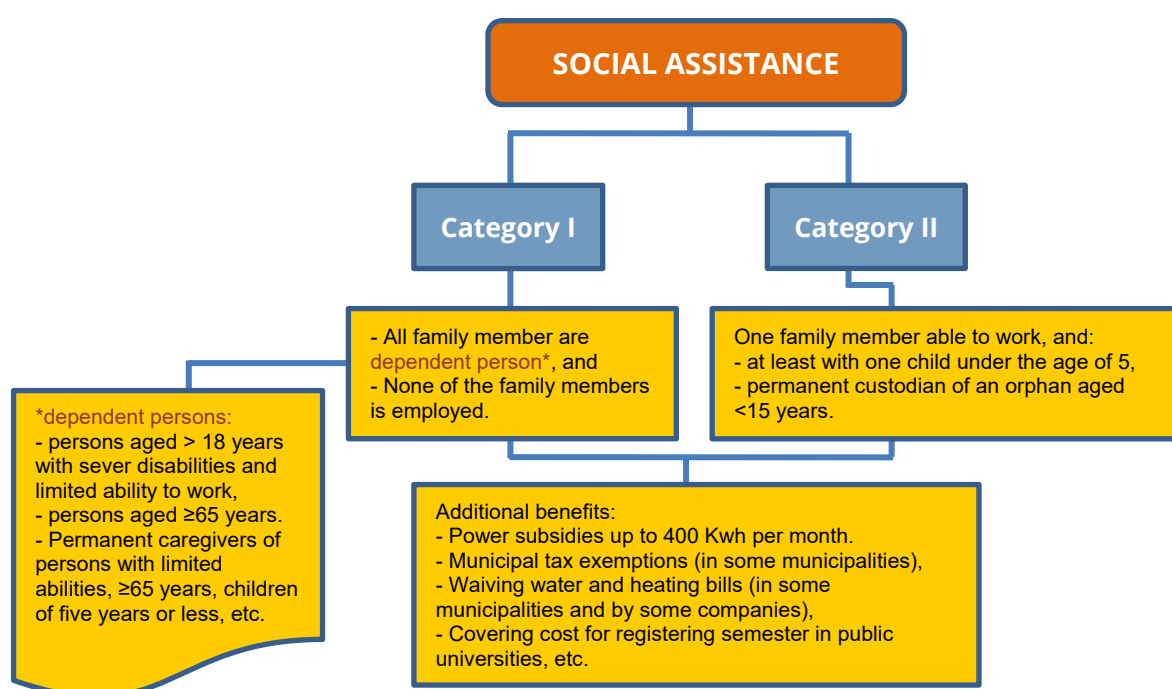 SOCIAL ASSISTANCE
Category I
Category II
- All family member are
dependent person*, and
- None of the family members
is employed.
One family member able to work, and:
- at least with one child under the age of 5,
- permanent custodian of an orphan aged
<15 years.
*dependent persons:
- persons aged > 18 years
with sever disabilities and
limited ability to work,
- persons aged ≥65 years.
- Permanent caregivers of
persons with limited
abilities, ≥65 years, children
of five years or less, etc.
Additional benefits:
- Power subsidies up to 400 Kwh per month.
- Municipal tax exemptions (in some municipalities),
- Waiving water and heating bills (in some
municipalities and by some companies),
- Covering cost for registering semester in public
universities, etc.